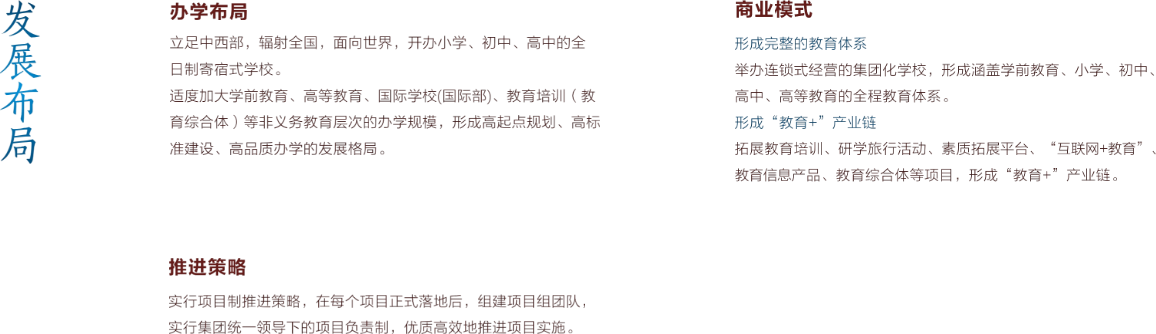 发展布局
办学布局
立足中西部，辐射全国，面向世界，开办小学、初中、高中的全
日制寄宿式学校。
适度加大学前教育、高等教育、国际学校(国际部)、教育培训（教
育综合体）等非义务教育层次的办学规模，形成高起点规划、高标
准建设、高品质办学的发展格局。
商业模式
形成完整的教育体系
举办连锁式经营的集团化学校，形成涵盖学前教育、小学、初中、
高中、高等教育的全程教育体系。
形成“教育+”产业链
拓展教育培训、研学旅行活动、素质拓展平台、“互联网+教育”、
教育信息产品、教育综合体等项目，形成“教育+”产业链。
推进策略
实行项目制推进策略，在每个项目正式落地后，组建项目组团队，
实行集团统一领导下的项目负责制，优质高效地推进项目实施。